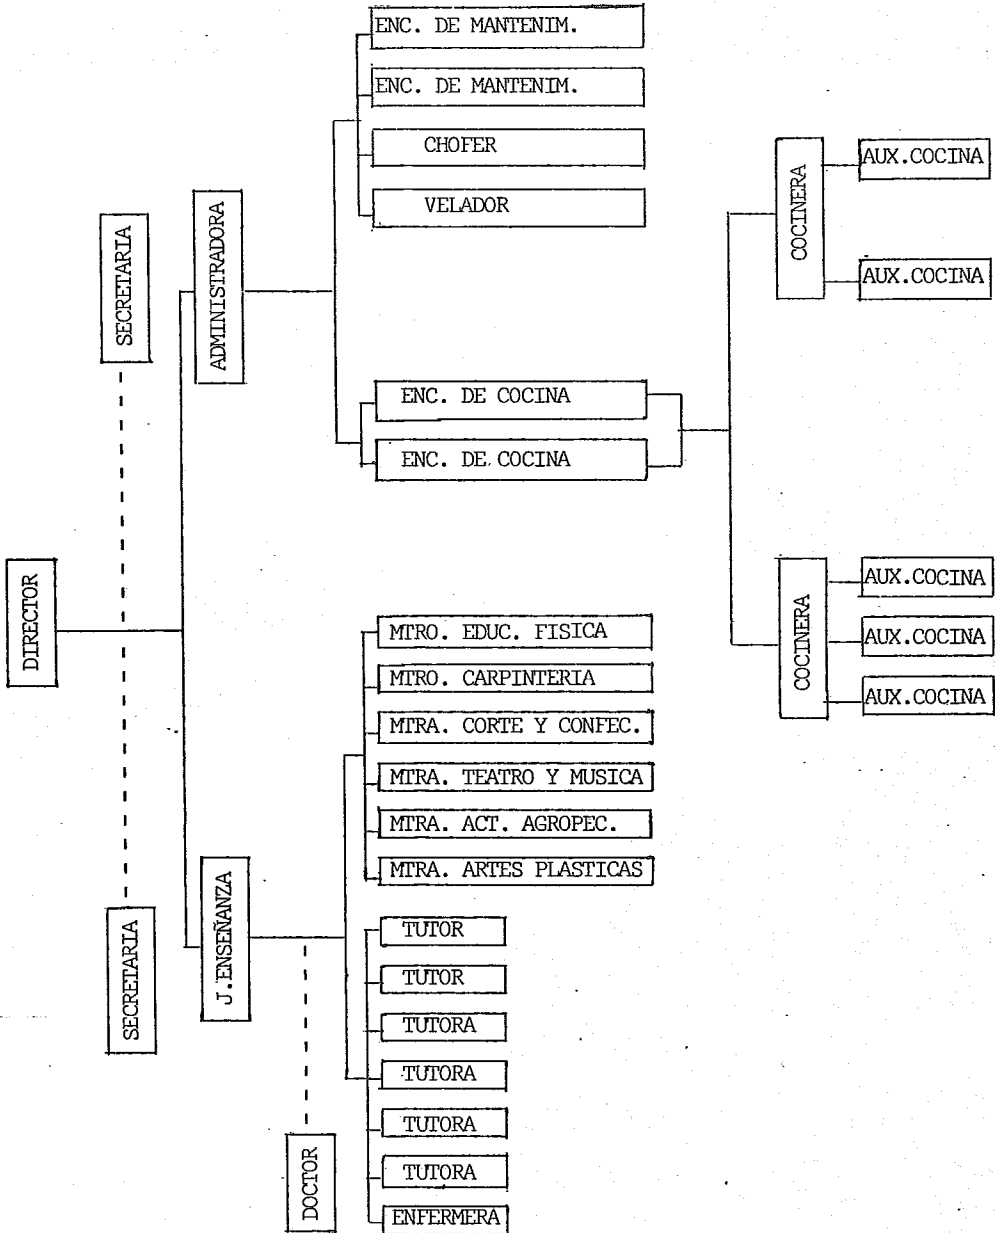 DIRECTOR
SECRETARIA
SECRETARIA
ADMINISTRADORA
ENC. DE MANTENIM.
ENC. DE MANTENIM.
CHOFER
VELADOR
ENC. DE COCINA
ENC. DE COCINA
COCINERA
AUX.COCINA
AUX.COCINA
COCINERA
AUX.COCINA
AUX.COCINA
AUX.COCINA
J.ENSEÑANZA
DOCTOR
MTRO. EDUC. FISICA
MTRO. CARPINTERIA
MTRA. CORTE Y CONFEC.
MTRA. TEATRO Y MUSICA
MTRA. ACT. AGROPEC.
MTRA. ARTES PLASTICAS
TUTOR
TUTOR
TUTORA
TUTORA
TUTORA
TUTORA
ENFERMERA